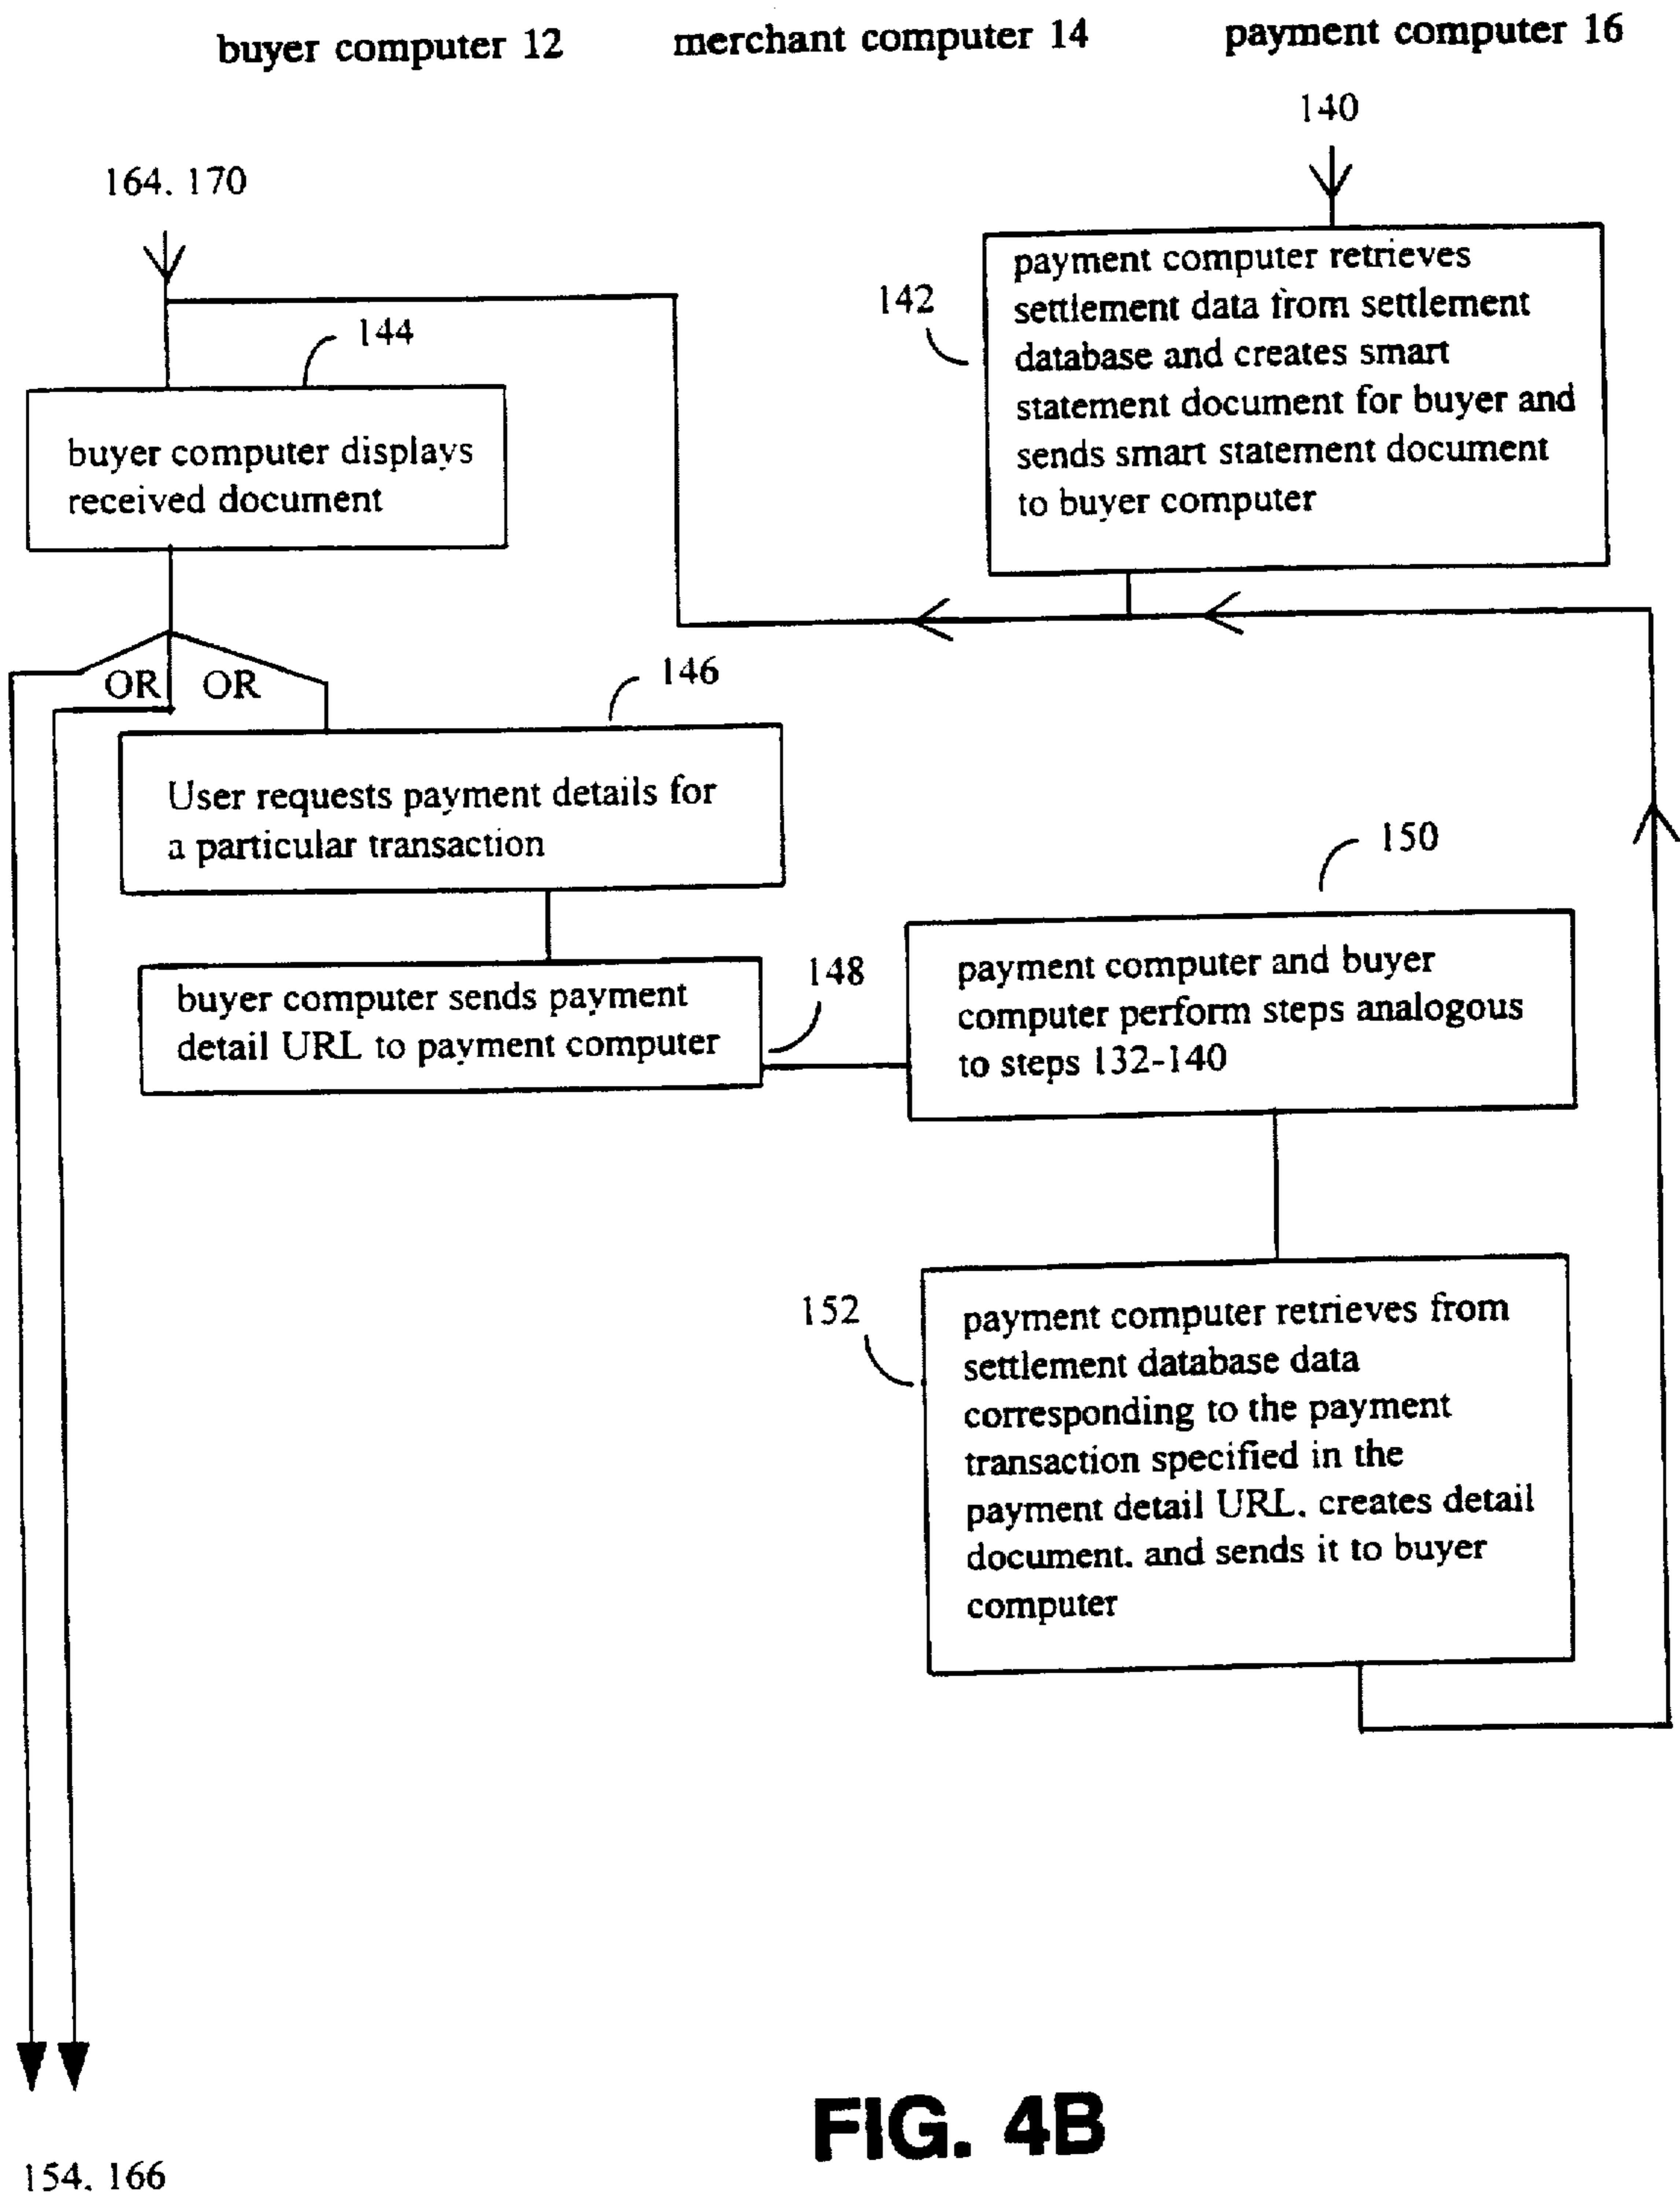 buyer computer 12 merchant computer 14 payment computer 16
140
164. 170
142
payment computer retrieves
settlement data from settlement
database and creates smart
statement document for buyer and
sends smart statement document
to buyer computer
144
buyer computer displays
received document
OR OR
146
User requests payment details for
a particular transaction
148
buyer computer sends payment
detail URL to payment computer
150
payment computer and buyer
computer perform steps analogous
to steps 132-140
152
payment computer retrieves from
settlement database data
corresponding to the payment
transaction specified in the
payment detail URL. creates detail
document. and sends it to buyer
computer
154. 166
FIG. 4B